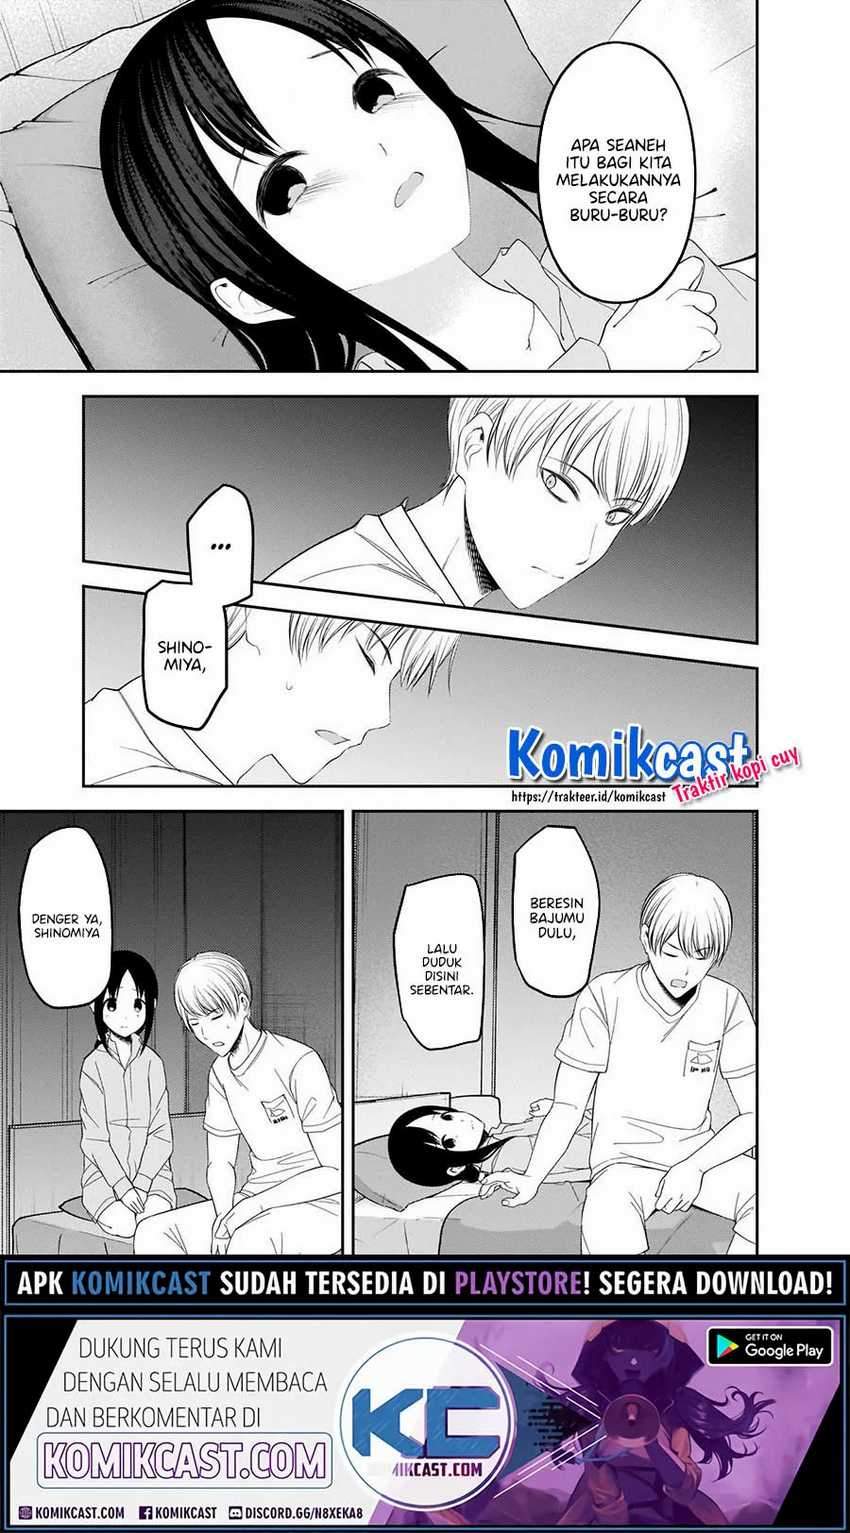 APA SEANEH
ITU BAGI KITA
MELAKUKANNYA
SECARA
BURU-BURU?
...
SHINO-
MIYA,
Komikcast
Traktir kopi cuy
https://trakteer.id/komikcast
BERESIN
BAJUMU
DULU,
LALU
DUDUK
DISINI
SEBENTAR.
DENGER YA,
SHINOMIYA
APK KOMIKCAST SUDAH TERSEDIA DI PLAYSTORE! SEGERA DOWNLOAD!
DUKUNG TERUS KAMI
DENGAN SELALU MEMBACA
DAN BERKOMENTAR DI
KOMIKCAST.COM
KOMIKCAST.COM
KOMIKCAST
DISCORD.GG/N8XEKA8
KC
KOMIKCAST.COM
GET IT ON
Google Play